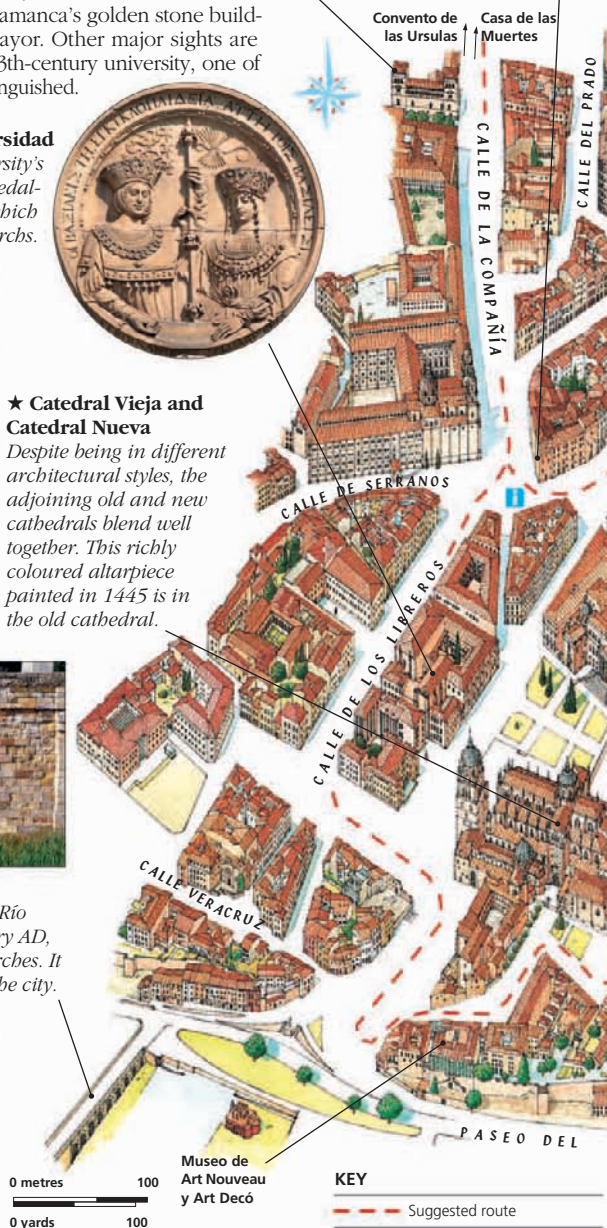 amanca's golden stone build-
ayor. Other major sights are
3th-century university, one of
nguished.
Convento de
las Ursulas
Casa de las
Muertes
CALLE DEL PRADO
CALLE DE LA COMPAÑÍA
rsidad
rsity's
edal-
hich
rchs.
★ Catedral Vieja and
Catedral Nueva
Despite being in different
architectural styles, the
adjoining old and new
cathedrals blend well
together. This richly
coloured altarpiece
painted in 1445 is in
the old cathedral.
CALLE DE SERRANOS
i
CALLE DE LOS LIBREROS
CALLE VERACRUZ
Río
ry AD,
rches. It
he city.
PASEO DEL
Museo de
Art Nouveau
y Art Decó
0 metres 100
0 yards 100
KEY
Suggested route